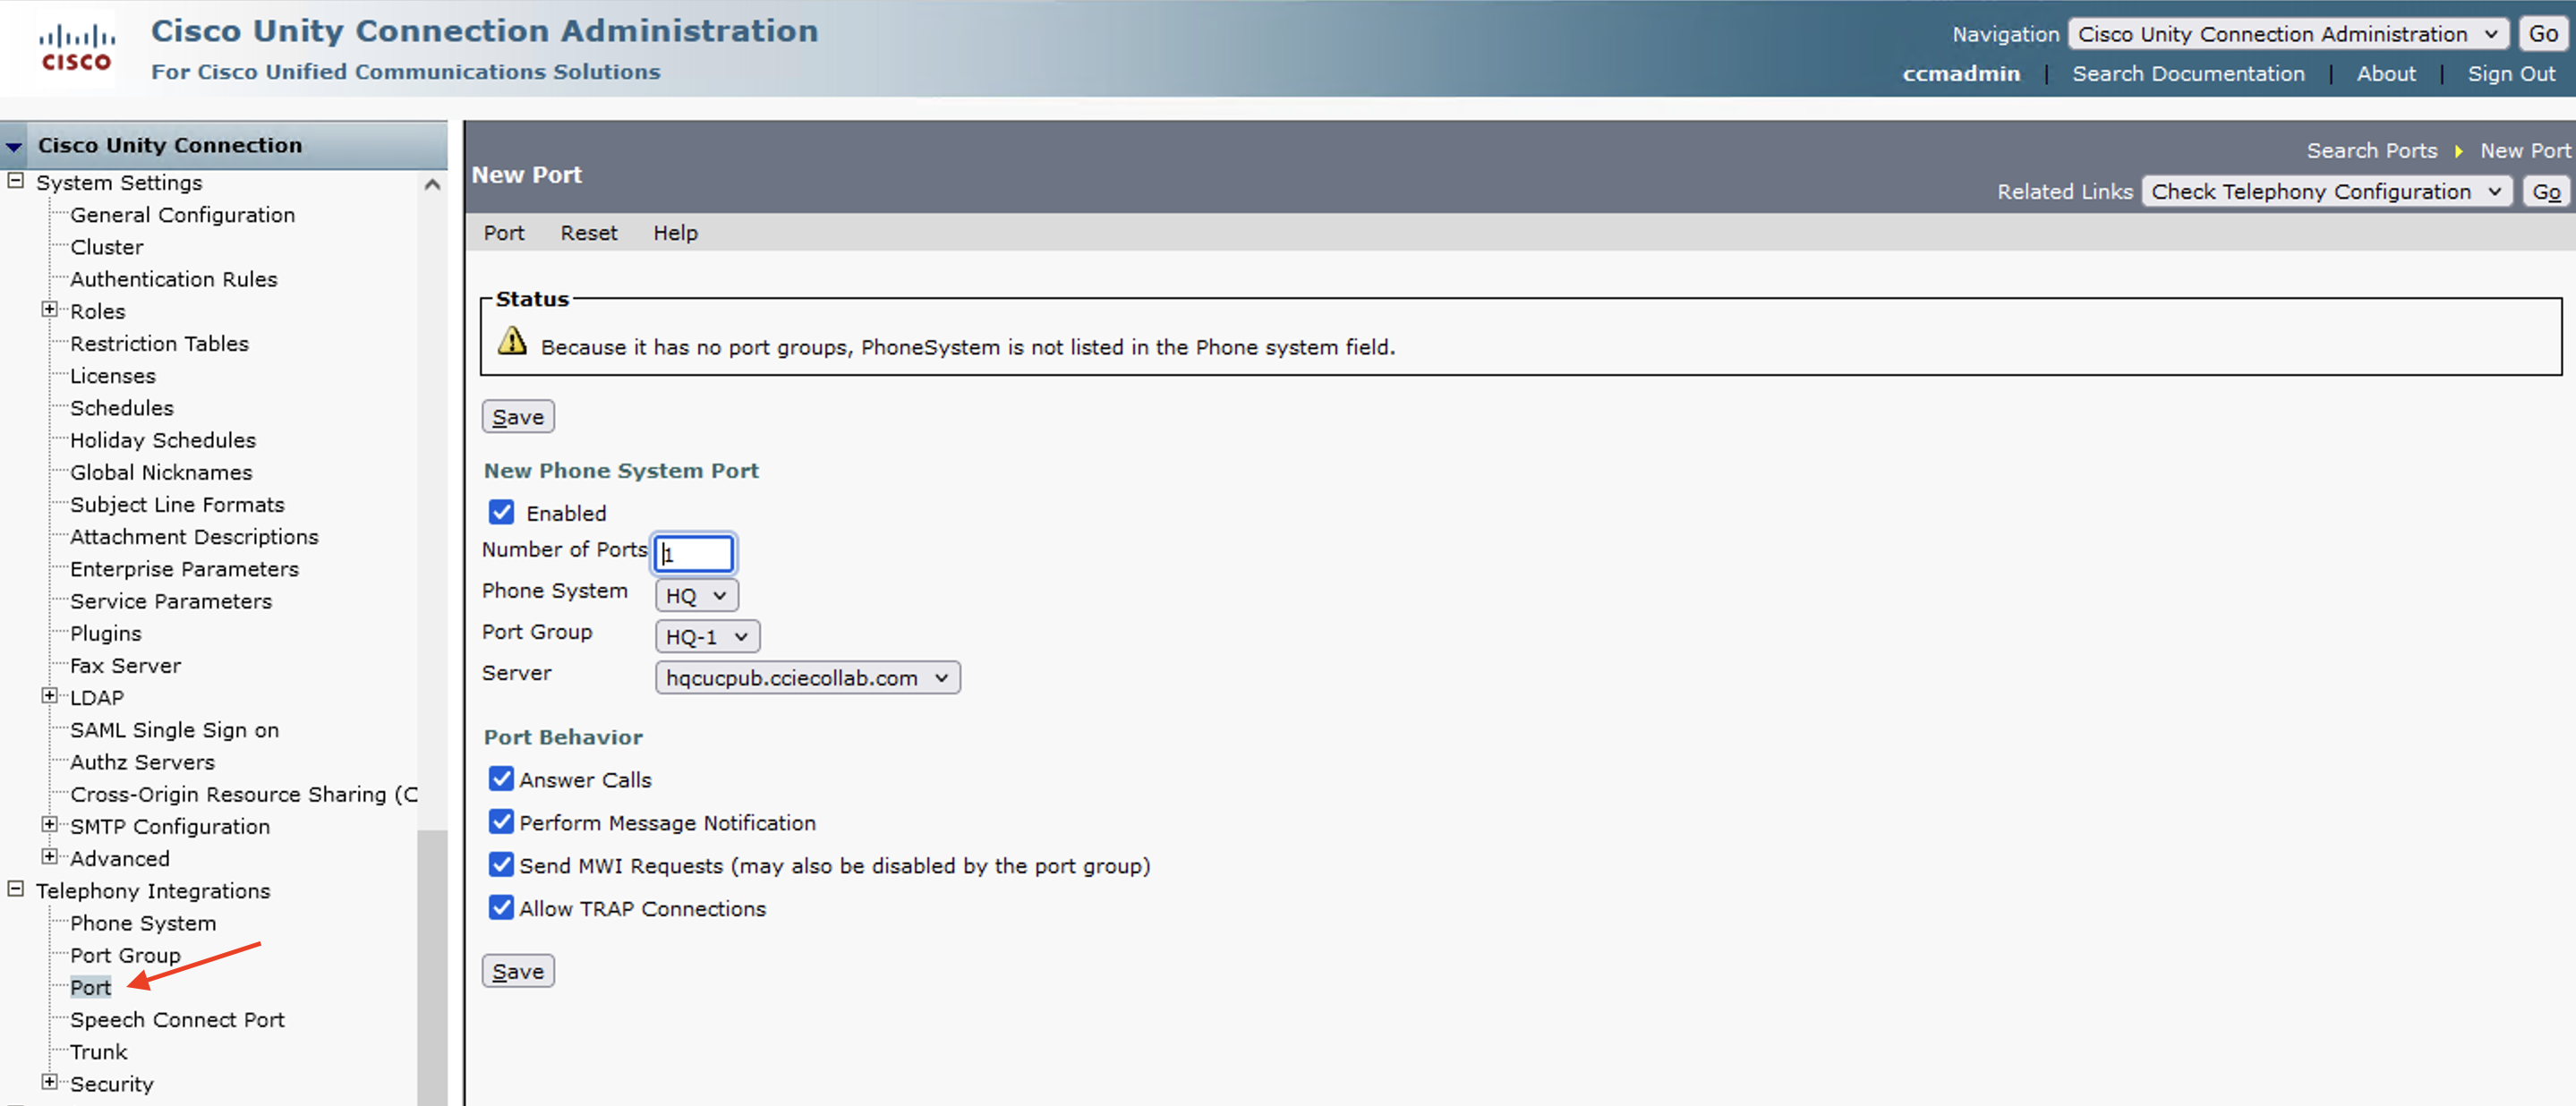 CISCO
Cisco Unity Connection Administration
For Cisco Unified Communications Solutions
Navigation Cisco Unity Connection Administration Go
ccmadmin | Search Documentation | About | Sign Out
Cisco Unity Connection
System Settings
General Configuration
Cluster
Authentication Rules
Roles
Restriction Tables
Licenses
Schedules
Holiday Schedules
Global Nicknames
Subject Line Formats
Attachment Descriptions
Enterprise Parameters
Service Parameters
Plugins
Fax Server
LDAP
SAML Single Sign on
Authz Servers
Cross-Origin Resource Sharing (C
SMTP Configuration
Advanced
Telephony Integrations
Phone System
Port Group
Port
Speech Connect Port
Trunk
Security
New Port
Search Ports New Port
Related Links Check Telephony Configuration Go
Port Reset Help
Status
Because it has no port groups, PhoneSystem is not listed in the Phone system field.
Save
New Phone System Port
Enabled
Number of Ports 1
Phone System HQ
Port Group HQ-1
Server hqcucpub.cciecollab.com
Port Behavior
Answer Calls
Perform Message Notification
Send MWI Requests (may also be disabled by the port group)
Allow TRAP Connections
Save